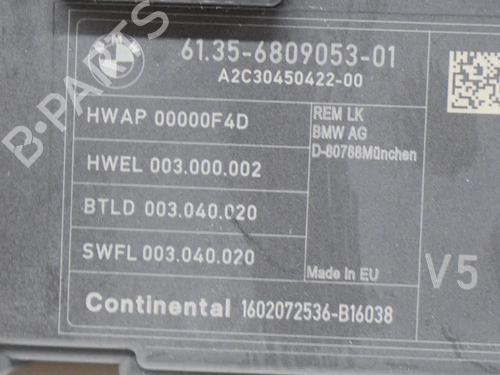 BMW
61.35-6809053-01
A2C30450422-00
HWAP 00000F4D
HWEL 003.000.002
BTLD 003.040.020
SWFL 003.040.020
REM LK
BMW AG
D-80788München
Made In EU
V5
Continental 1602072536-B16038